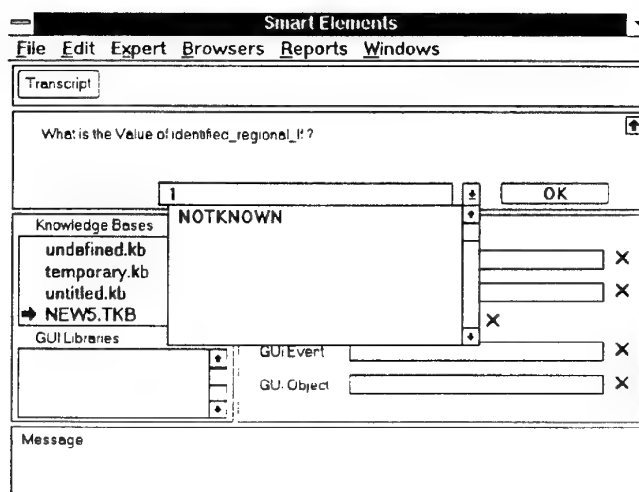 Smart Elements
File Edit Expert Browsers Reports Windows
Transcript
What is the Value of identified_regional_lf?
1
OK
NOTKNOWN
Knowledge Bases
undefined.kb
temporary.kb
untitled.kb
NEW5.TKB
GUI Libraries
GUI Event
GUI Object
Message